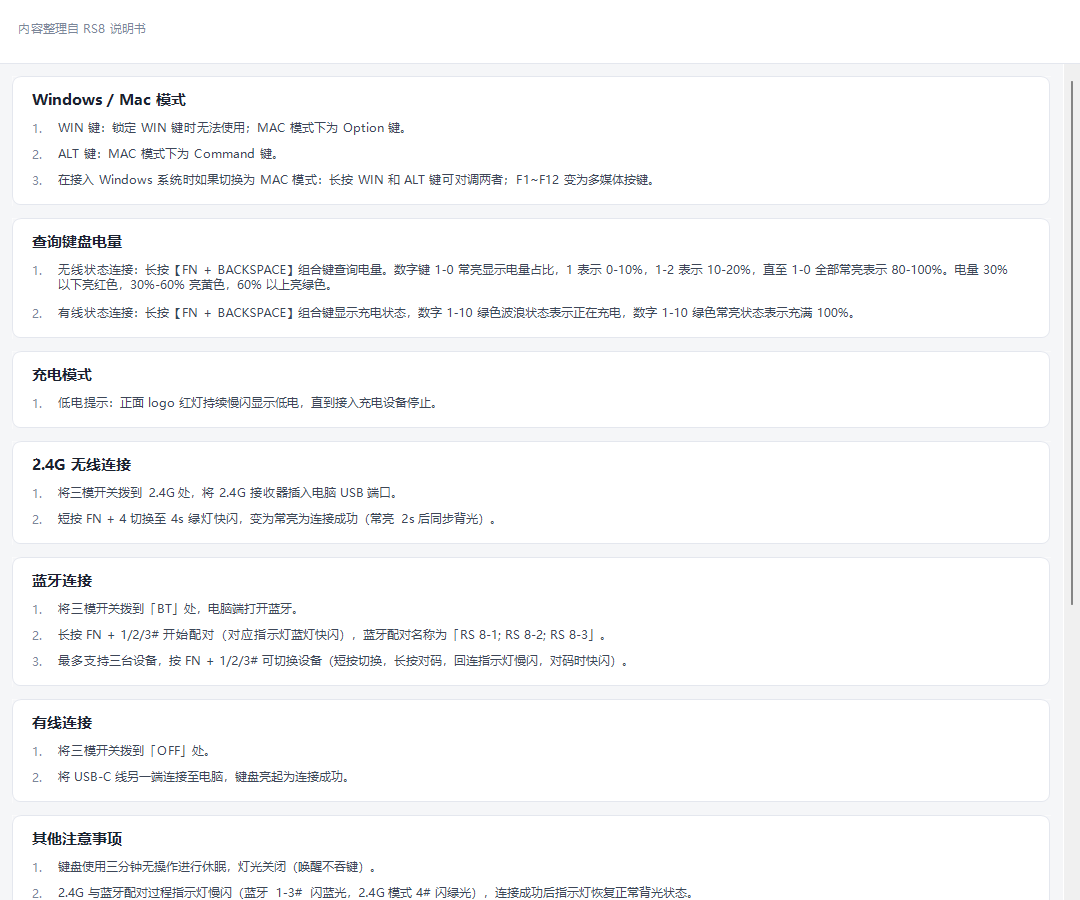 内容整理自 RS8 说明书
Windows / Mac 模式
1. WIN 键：锁定 WIN 键时无法使用；MAC 模式下为 Option 键。
2. ALT 键：MAC 模式下为 Command 键。
3. 在接入 Windows 系统时如果切换为 MAC 模式：长按 WIN 和 ALT 键可对调两者；F1~F12 变为多媒体按键。
查询键盘电量
1. 无线状态连接：长按【FN + BACKSPACE】组合键查询电量。数字键 1-0 常亮显示电量占比，1 表示 0-10%，1-2 表示 10-20%，直至 1-0 全部常亮表示 80-100%。电量 30%
以下亮红色，30%-60% 亮黄色，60% 以上亮绿色。
2. 有线状态连接：长按【FN + BACKSPACE】组合键显示充电状态，数字 1-10 绿色波浪状态表示正在充电，数字 1-10 绿色常亮状态表示充满 100%。
充电模式
1. 低电提示：正面 logo 红灯持续慢闪显示低电，直到接入充电设备停止。
2.4G 无线连接
1. 将三模开关拨到 2.4G 处，将 2.4G 接收器插入电脑 USB 端口。
2. 短按 FN + 4 切换至 4s 绿灯快闪，变为常亮为连接成功（常亮 2s 后同步背光）。
蓝牙连接
1. 将三模开关拨到「BT」处，电脑端打开蓝牙。
2. 长按 FN + 1/2/3# 开始配对（对应指示灯蓝灯快闪），蓝牙配对名称为「RS 8-1; RS 8-2; RS 8-3」。
3. 最多支持三台设备，按 FN + 1/2/3# 可切换设备（短按切换，长按对码，回连指示灯慢闪，对码时快闪）。
有线连接
1. 将三模开关拨到「OFF」处。
2. 将 USB-C 线另一端连接至电脑，键盘亮起为连接成功。
其他注意事项
1. 键盘使用三分钟无操作进行休眠，灯光关闭（唤醒不吞键）。
2. 2.4G 与蓝牙配对过程指示灯慢闪（蓝牙 1-3# 闪蓝光，2.4G 模式 4# 闪绿光），连接成功后指示灯恢复正常背光状态。